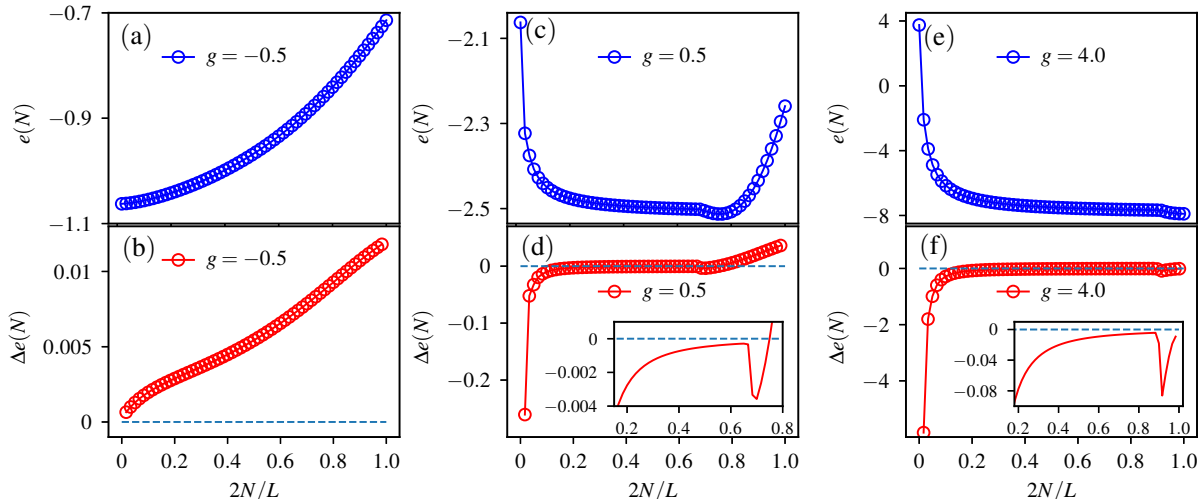 (a)
g = −0.5
−0.7
−0.9
−1.1
e(N)
(c)
g = 0.5
−2.1
−2.3
−2.5
e(N)
(e)
g = 4.0
4
0
−4
−8
e(N)
(b)
g = −0.5
0.01
0.005
0
Δe(N)
0 0.2 0.4 0.6 0.8 1.0
2N/L
(d)
g = 0.5
0
−0.1
−0.2
Δe(N)
0
−0.002
−0.004
0.2 0.4 0.6 0.8
0 0.2 0.4 0.6 0.8 1.0
2N/L
(f)
g = 4.0
0
−2
−4
Δe(N)
0
−0.04
−0.08
0.2 0.4 0.6 0.8 1.0
0 0.2 0.4 0.6 0.8 1.0
2N/L